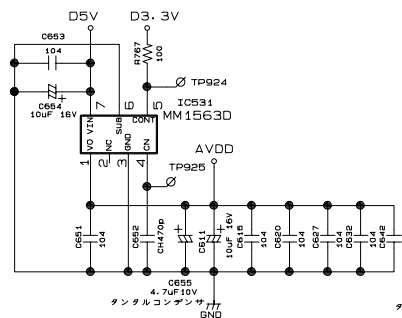 D5V
D3.3V
C653
104
R767
100
TP924
C654
10uF 16V
7
6
5
IC531
MM1563D
VIN
SUB
CONT
VO
NC
GND
CN
1
2
3
4
TP925
AVDD
C651
104
C652
CH470p
C611
10uF 16V
C615
104
C620
104
C627
104
C632
104
C642
C655
4.7uF10V
タンタルコンデンサ
GND
タ